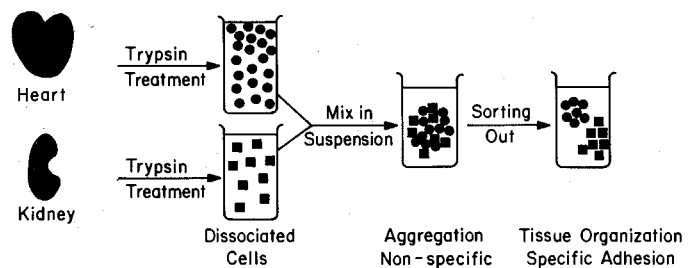 Heart
Trypsin
Treatment
Kidney
Trypsin
Treatment
Dissociated
Cells
Mix in
Suspension
Aggregation
Non-specific
Sorting
Out
Tissue Organization
Specific Adhesion